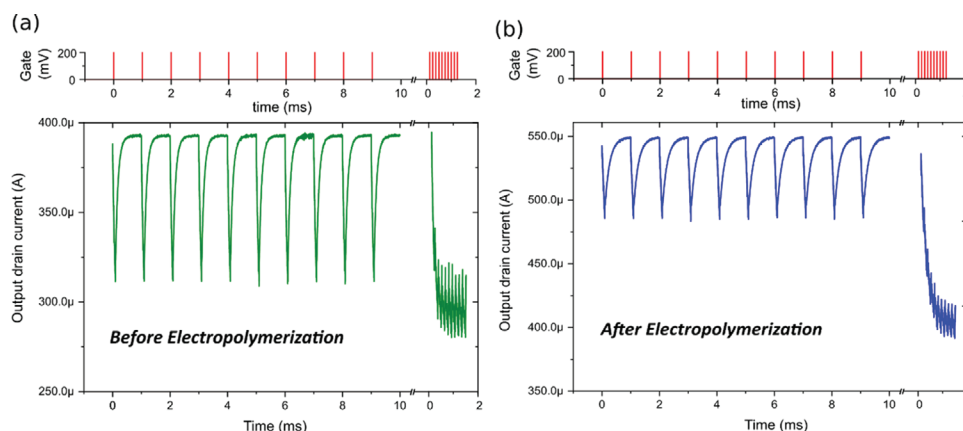 (a)
Gate
(mV)
200
100
0
0 2 4 6 8 10 0 1 2
time (ms)
400.0μ
350.0μ
300.0μ
250.0μ
Output drain current (A)
Before Electropolymerization
0 2 4 6 8 10 0 2
Time (ms)
(b)
Gate
(mV)
200
100
0
0 2 4 6 8 10 0 1 2
time (ms)
550.0μ
500.0μ
450.0μ
400.0μ
350.0μ
Output drain current (A)
After Electropolymerization
0 2 4 6 8 10 0 2
Time (ms)